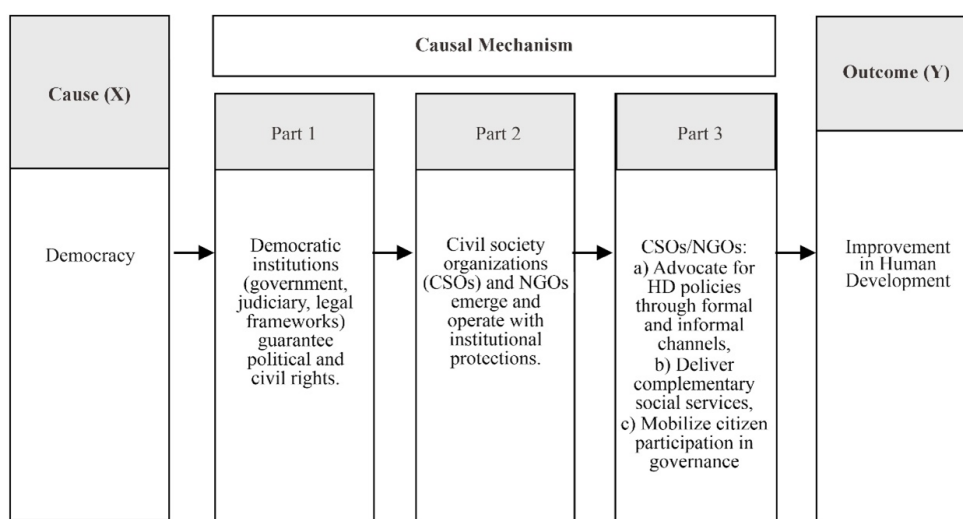 Causal Mechanism
Cause (X)
Outcome (Y)
Part 1
Part 2
Part 3
Democracy
Democratic
institutions
(government,
judiciary, legal
frameworks)
guarantee
political and
civil rights.
Civil society
organizations
(CSOs) and NGOs
emerge and
operate with
institutional
protections.
CSOs/NGOs:
a) Advocate for
HD policies
through formal
and informal
channels,
b) Deliver
complementary
social services,
c) Mobilize citizen
participation in
governance
Improvement
in Human
Development